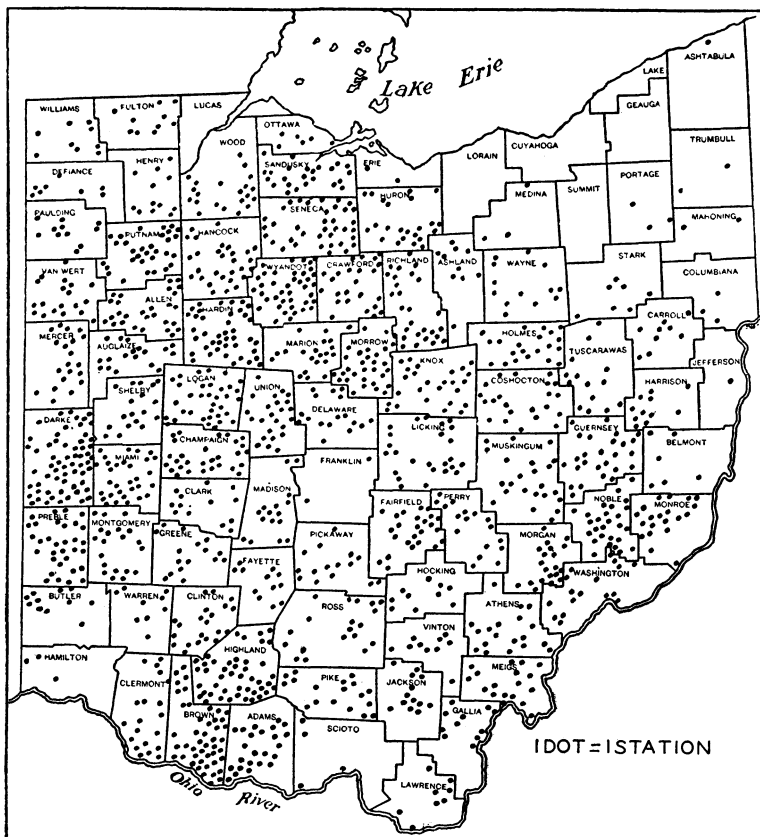 Lake Erie
ASHTABULA
LAKE
GEAUGA
WILLIAMS
FULTON
LUCAS
OTTAWA
WOOD
CUYAHOGA
TRUMBULL
DEFIANCE
HENRY
SANDUSKY
ERIE
LORAIN
PORTAGE
SUMMIT
MEDINA
HURON
PAULDING
SENECA
MAHONING
PUTNAM
HANCOCK
VAN WERT
WYANDOT
CRAWFORD
RICHLAND
ASHLAND
WAYNE
STARK
COLUMBIANA
ALLEN
HARDIN
CARROLL
MERCER
AUGLAIZE
MARION
MORROW
HOLMES
TUSCARAWAS
KNOX
JEFFERSON
LOGAN
UNION
COSHOCTON
HARRISON
SHELBY
DELAWARE
DARKE
LICKING
GUERNSEY
CHAMPAIGN
MUSKINGUM
BELMONT
MIAMI
FRANKLIN
CLARK
MADISON
PERRY
NOBLE
MONROE
FAIRFIELD
PREBLE
MONTGOMERY
GREENE
PICKAWAY
MORGAN
FAYETTE
HOCKING
WASHINGTON
BUTLER
WARREN
CLINTON
ROSS
ATHENS
VINTON
HAMILTON
HIGHLAND
MEIGS
CLERMONT
PIKE
JACKSON
BROWN
ADAMS
GALLIA
SCIOTO
1DOT=1STATION
Ohio River
LAWRENCE